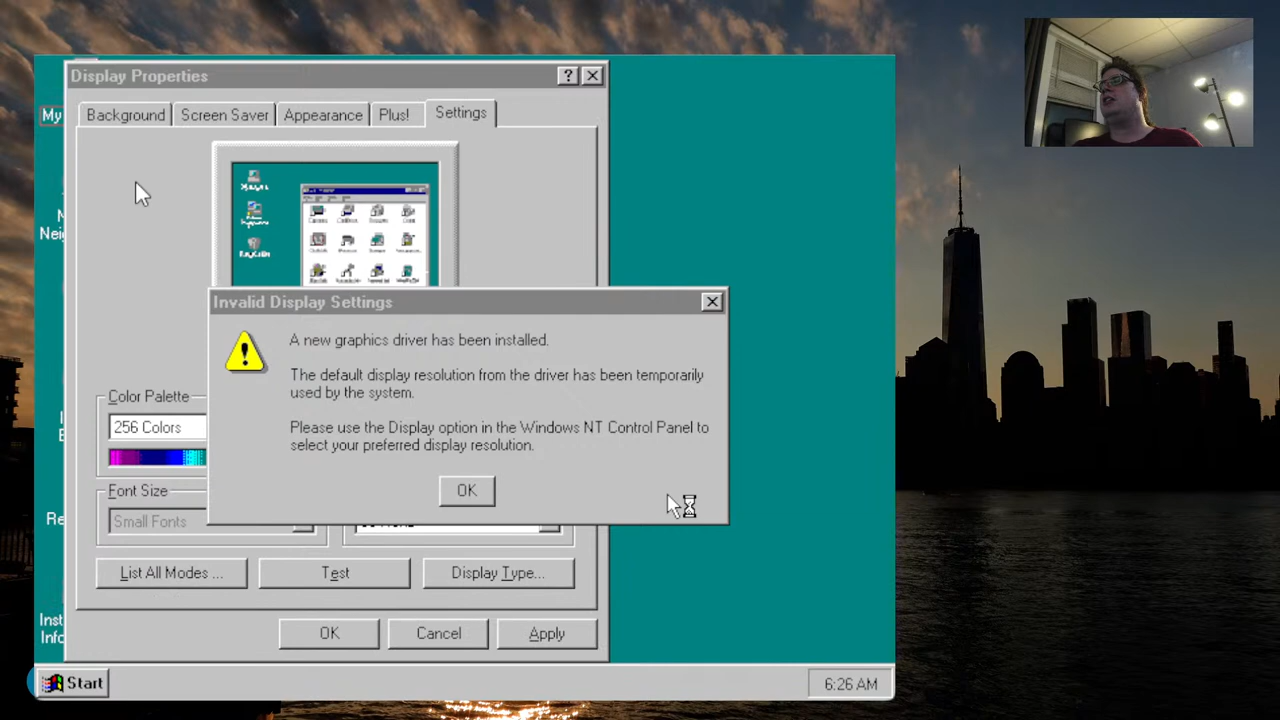 Display Properties
Background
Screen Saver
Appearance
Plus!
Settings
My
Invalid Display Settings
A new graphics driver has been installed.
The default display resolution from the driver has been temporarily
used by the system.
Please use the Display option in the Windows NT Control Panel to
select your preferred display resolution.
OK
Color Palette
256 Colors
Font Size
Small Fonts
List All Modes ...
Test
Display Type...
OK
Cancel
Apply
Start
6:26 AM